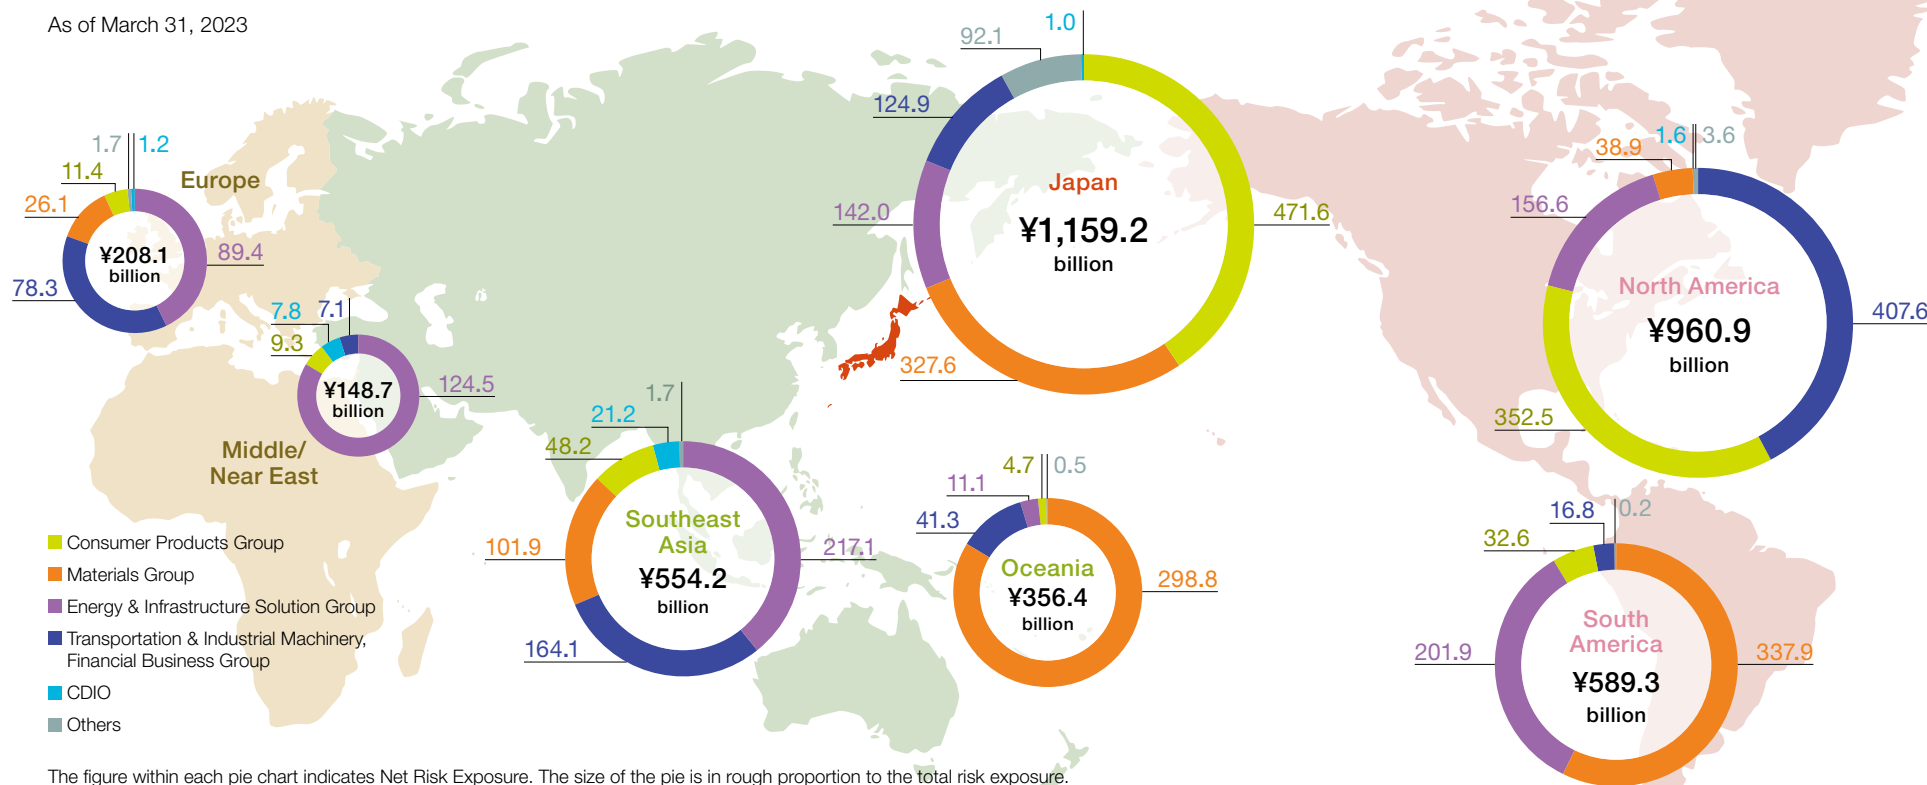 As of March 31, 2023
1.7
1.2
11.4
Europe
26.1
¥208.1
billion
89.4
78.3
7.8
7.1
9.3
¥148.7
billion
124.5
Middle/
Near East
1.0
92.1
124.9
Japan
142.0
¥1,159.2
billion
471.6
327.6
1.6
3.6
38.9
156.6
North America
¥960.9
billion
407.6
352.5
1.7
21.2
48.2
Southeast
Asia
101.9
¥554.2
billion
217.1
164.1
4.7
0.5
11.1
41.3
Oceania
¥356.4
billion
298.8
16.8
0.2
32.6
South
America
201.9
¥589.3
billion
337.9
Consumer Products Group
Materials Group
Energy & Infrastructure Solution Group
Transportation & Industrial Machinery,
Financial Business Group
CDIO
Others
The figure within each pie chart indicates Net Risk Exposure. The size of the pie is in rough proportion to the total risk exposure.